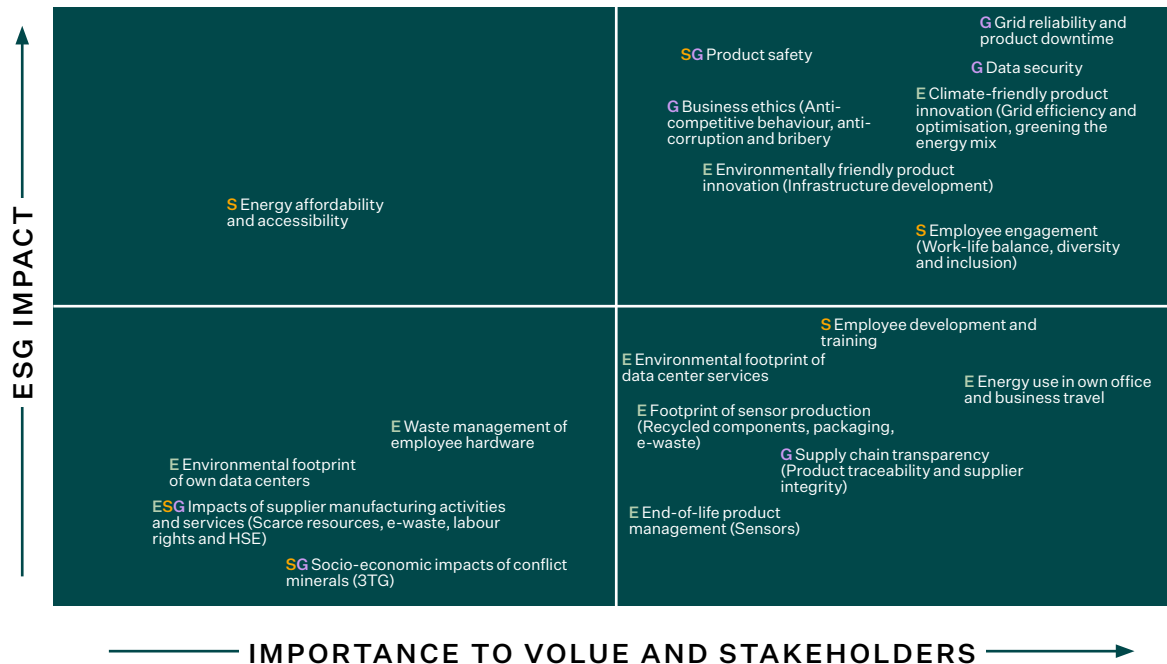 ESG IMPACT
G Grid reliability and
product downtime
SG Product safety
G Data security
E Climate-friendly product
innovation (Grid efficiency and
optimisation, greening the
energy mix
G Business ethics (Anti-
competitive behaviour, anti-
corruption and bribery
E Environmentally friendly product
innovation (Infrastructure development)
S Energy affordability
and accessibility
S Employee engagement
(Work-life balance, diversity
and inclusion)
S Employee development and
training
E Environmental footprint of
data center services
E Energy use in own office
and business travel
E Footprint of sensor production
(Recycled components, packaging,
e-waste)
E Waste management of
employee hardware
G Supply chain transparency
(Product traceability and supplier
integrity)
E Environmental footprint
of own data centers
ESG Impacts of supplier manufacturing activities
and services (Scarce resources, e-waste, labour
rights and HSE)
E End-of-life product
management (Sensors)
SG Socio-economic impacts of conflict
minerals (3TG)
IMPORTANCE TO VOLUE AND STAKEHOLDERS